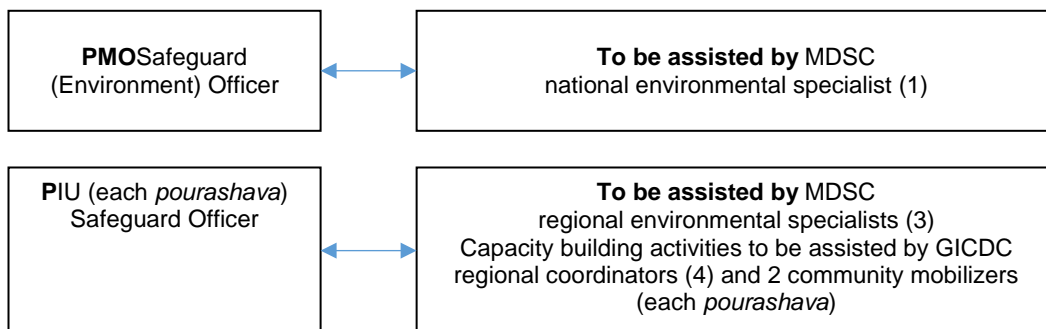 PMOSafeguard
(Environment) Officer
To be assisted by MDSC
national environmental specialist (1)
PIU (each pourashava)
Safeguard Officer
To be assisted by MDSC
regional environmental specialists (3)
Capacity building activities to be assisted by GICDC
regional coordinators (4) and 2 community mobilizers
(each pourashava)